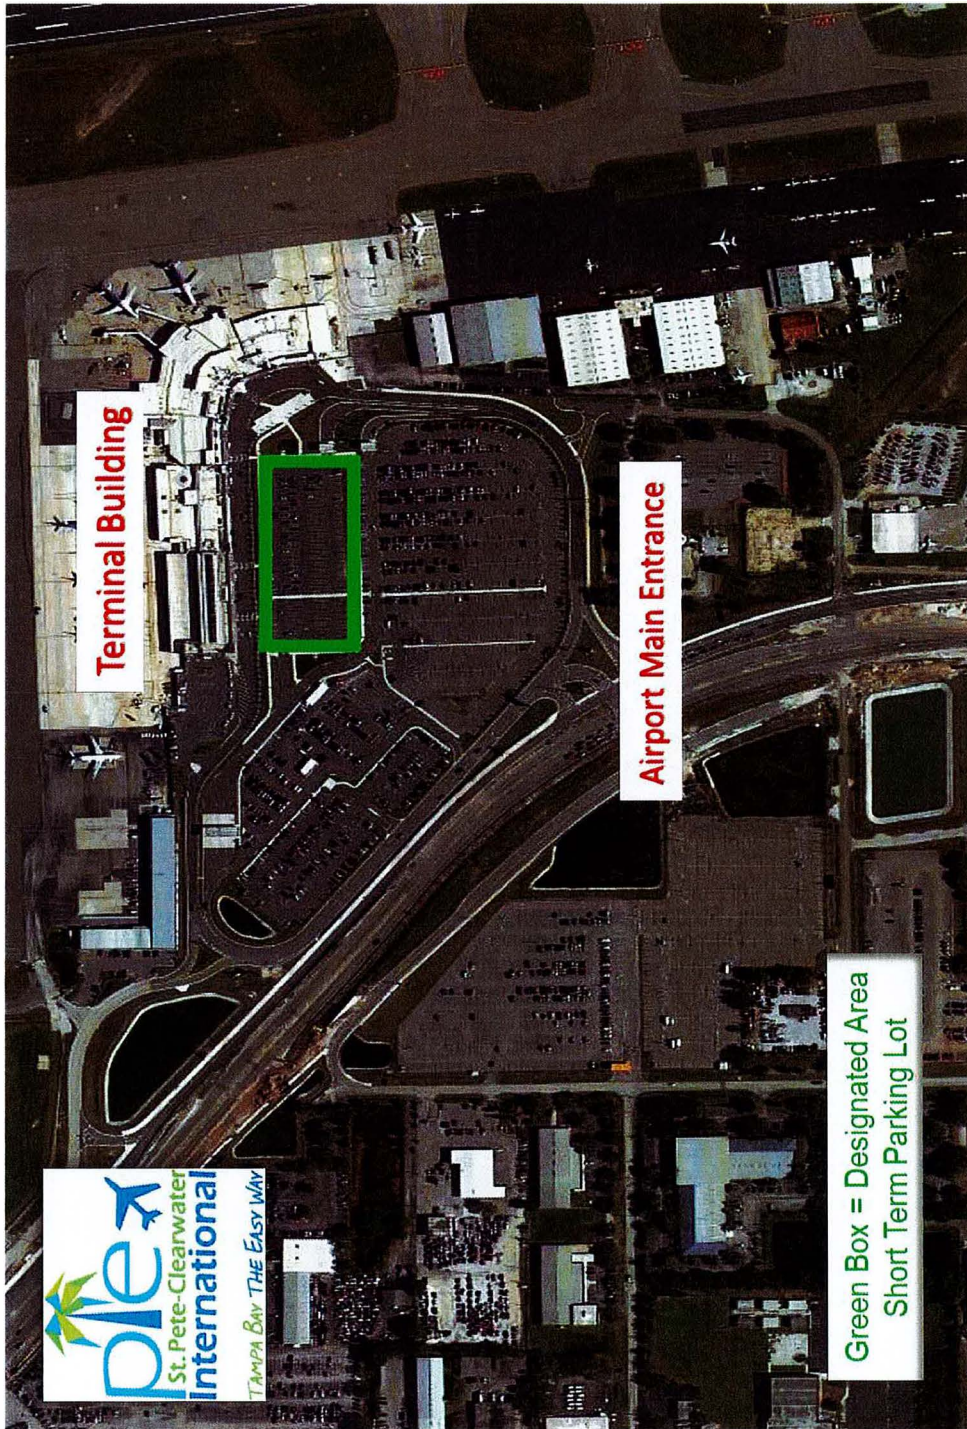 pie
St. Pete-Clearwater
International
TAMPA BAY THE EASY WAY
Terminal Building
Airport Main Entrance
Green Box = Designated Area
Short Term Parking Lot